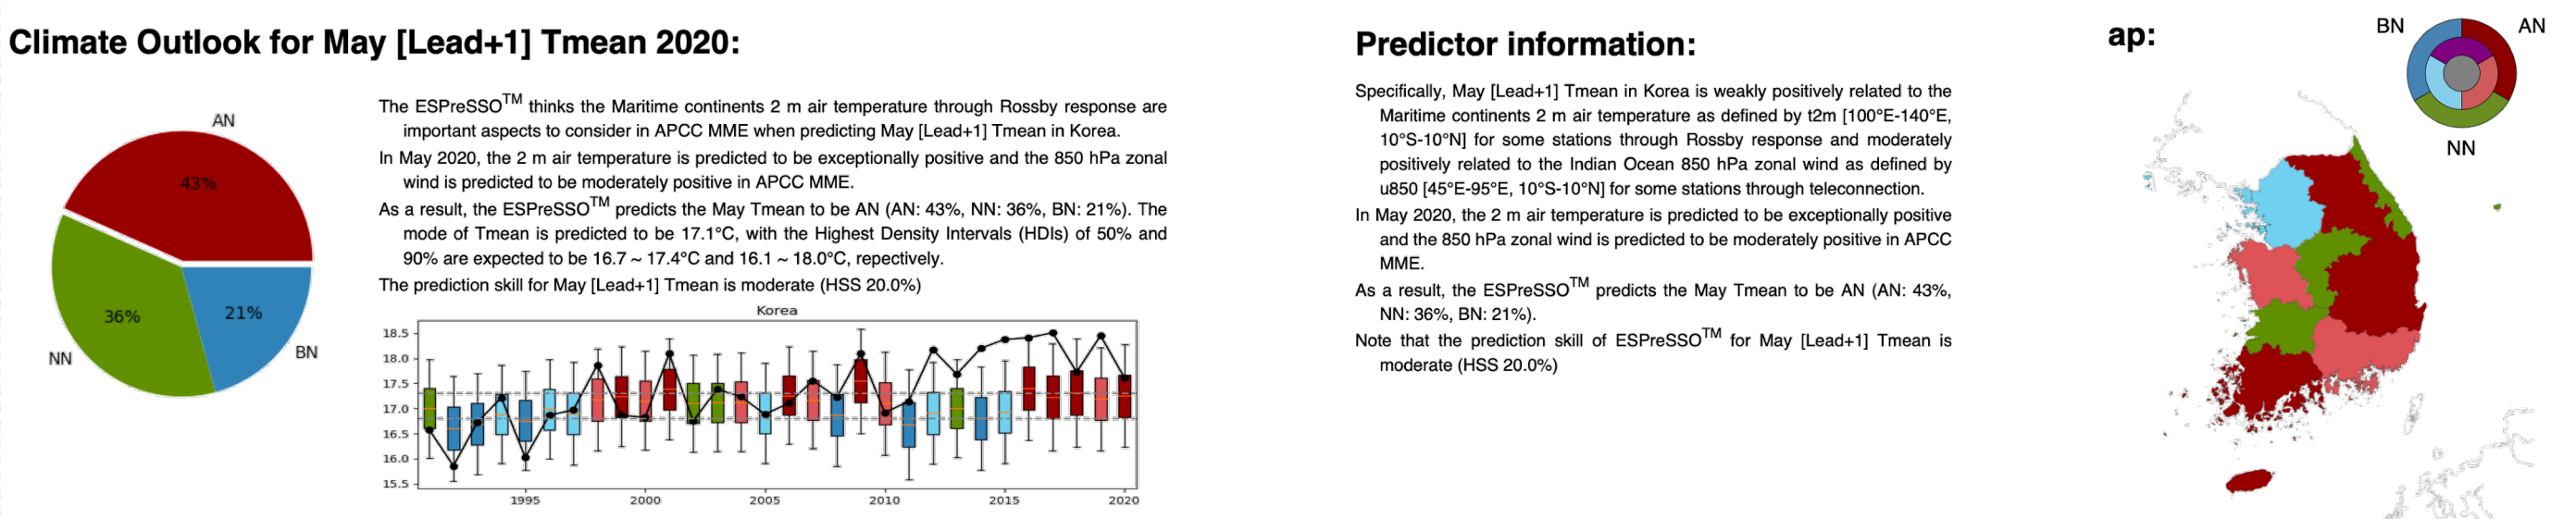 Climate Outlook for May [Lead+1] Tmean 2020:
AN
43%
36%
21%
NN
BN
The ESPreSSO™ thinks the Maritime continents 2 m air temperature through Rossby response are
important aspects to consider in APCC MME when predicting May [Lead+1] Tmean in Korea.
In May 2020, the 2 m air temperature is predicted to be exceptionally positive and the 850 hPa zonal
wind is predicted to be moderately positive in APCC MME.
As a result, the ESPreSSO™ predicts the May Tmean to be AN (AN: 43%, NN: 36%, BN: 21%). The
mode of Tmean is predicted to be 17.1°C, with the Highest Density Intervals (HDIs) of 50% and
90% are expected to be 16.7 ~ 17.4°C and 16.1 ~ 18.0°C, repectively.
The prediction skill for May [Lead+1] Tmean is moderate (HSS 20.0%)
Korea
18.5
18.0
17.5
17.0
16.5
16.0
15.5
1995 2000 2005 2010 2015 2020
Predictor information:
Specifically, May [Lead+1] Tmean in Korea is weakly positively related to the
Maritime continents 2 m air temperature as defined by t2m [100°E-140°E,
10°S-10°N] for some stations through Rossby response and moderately
positively related to the Indian Ocean 850 hPa zonal wind as defined by
u850 [45°E-95°E, 10°S-10°N] for some stations through teleconnection.
In May 2020, the 2 m air temperature is predicted to be exceptionally positive
and the 850 hPa zonal wind is predicted to be moderately positive in APCC
MME.
As a result, the ESPreSSO™ predicts the May Tmean to be AN (AN: 43%,
NN: 36%, BN: 21%).
Note that the prediction skill of ESPreSSO™ for May [Lead+1] Tmean is
moderate (HSS 20.0%)
ap:
BN
AN
NN